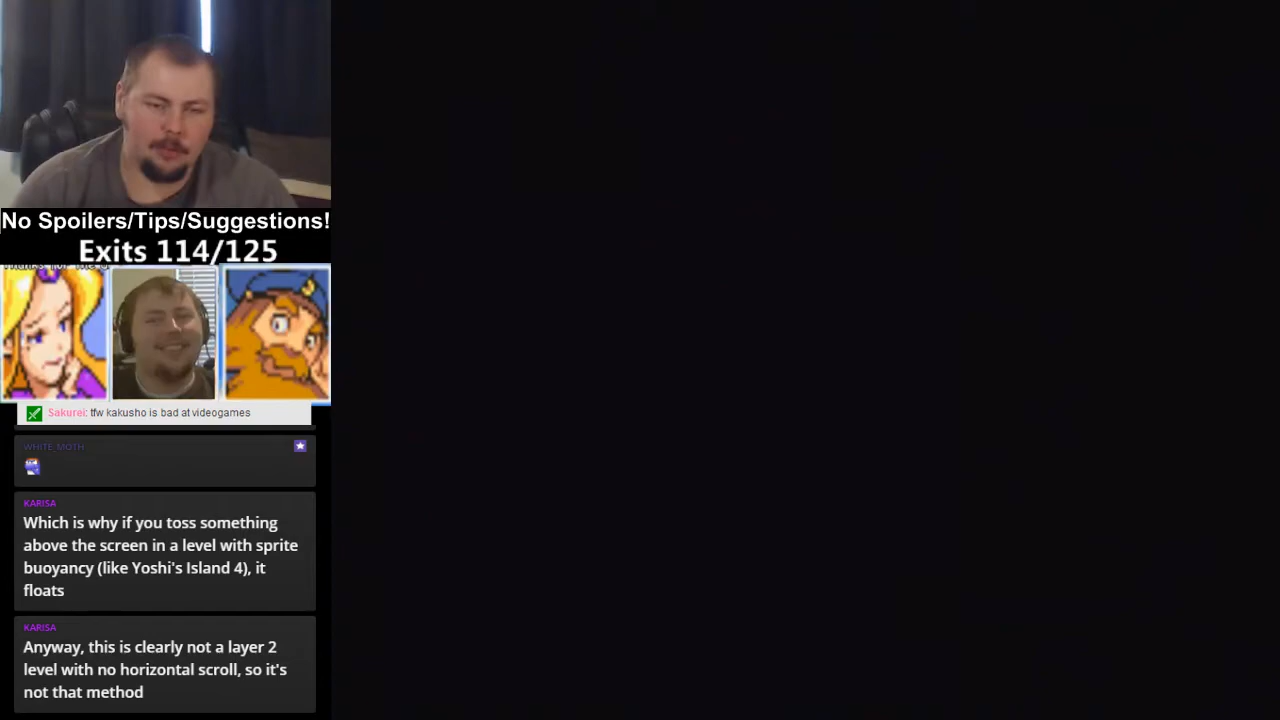 No Spoilers/Tips/Suggestions!
Exits 114/125
Sakurei: tfw kakusho is bad at videogames
WHITE_MOTH
KARISA
Which is why if you toss something
above the screen in a level with sprite
buoyancy (like Yoshi's Island 4), it
floats
KARISA
Anyway, this is clearly not a layer 2
level with no horizontal scroll, so it's
not that method